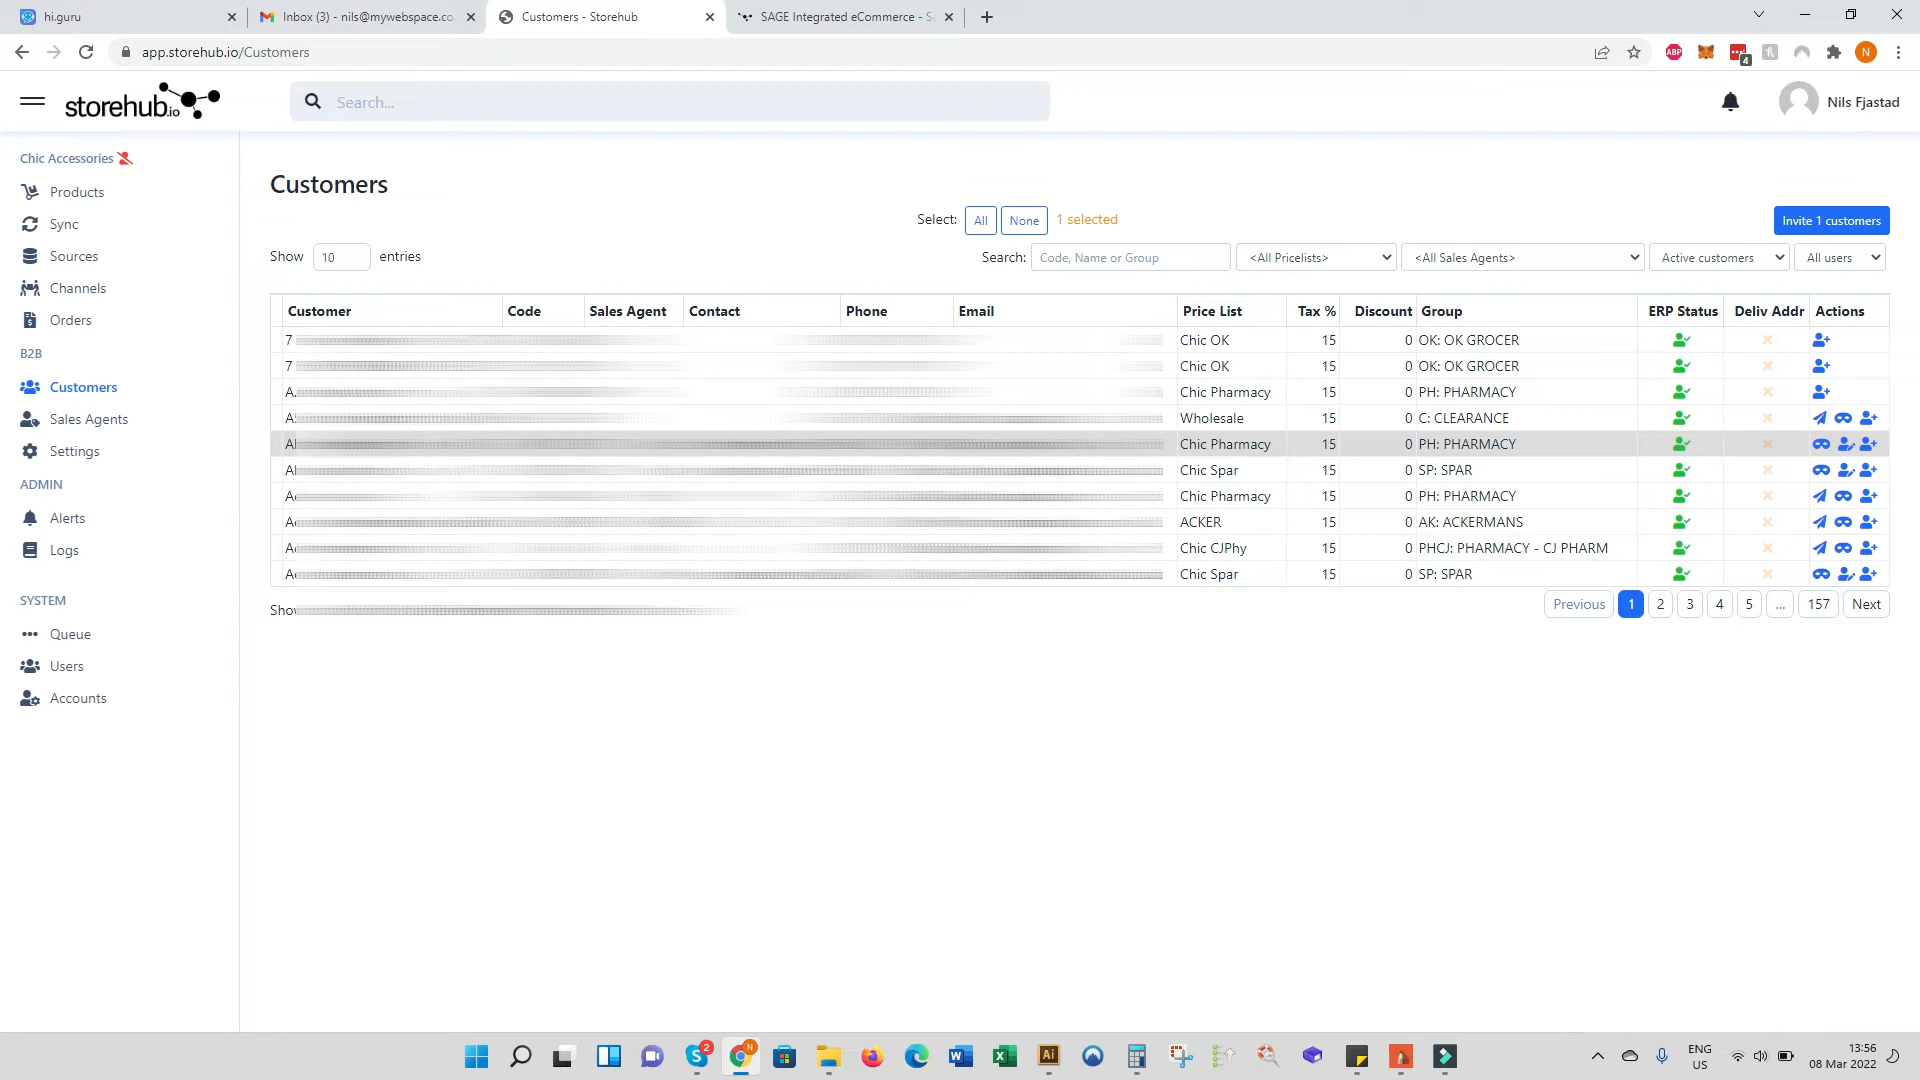 hi.guru
Inbox (3) - nils@mywebspace.co
Customers - Storehub
SAGE Integrated eCommerce - S
app.storehub.io/Customers
ABP
4
N
storehub.io
Search...
Nils Fjastad
Chic Accessories
Products
Sync
Sources
Channels
Orders
B2B
Customers
Sales Agents
Settings
ADMIN
Alerts
Logs
SYSTEM
Queue
Users
Accounts
Customers
Select: All None 1 selected
Invite 1 customers
Show 10 entries
Search: Code, Name or Group <All Pricelists> <All Sales Agents> Active customers All users
Customer Code Sales Agent Contact Phone Email Price List Tax % Discount Group ERP Status Deliv Addr Actions
7 Chic OK 15 0 OK: OK GROCER
7 Chic OK 15 0 OK: OK GROCER
A. Chic Pharmacy 15 0 PH: PHARMACY
A Wholesale 15 0 C: CLEARANCE
A Chic Pharmacy 15 0 PH: PHARMACY
A Chic Spar 15 0 SP: SPAR
A Chic Pharmacy 15 0 PH: PHARMACY
A ACKER 15 0 AK: ACKERMANS
A Chic CJPhy 15 0 PHCJ: PHARMACY - CJ PHARM
A Chic Spar 15 0 SP: SPAR
Previous 1 2 3 4 5 ... 157 Next
2
N
Ai
ENG
US
13:56
08 Mar 2022